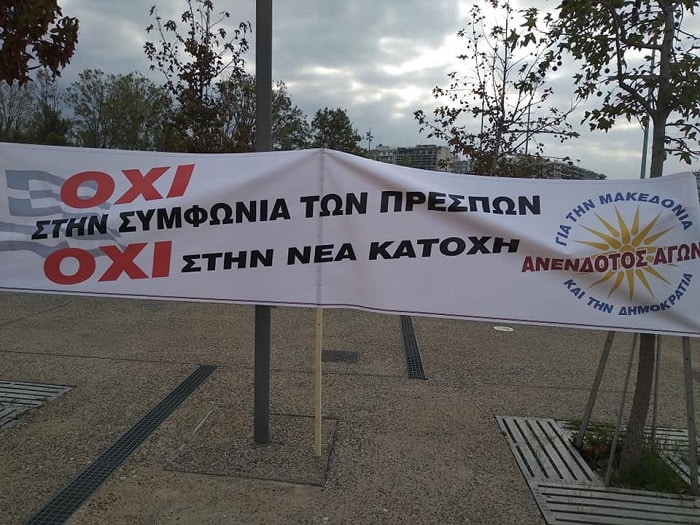 ΟΧΙ
ΣΤΗΝ ΣΥΜΦΩΝΙΑ ΤΩΝ ΠΡΕΣΠΩΝ
ΟΧΙ ΣΤΗΝ ΝΕΑ ΚΑΤΟΧΗ
ΓΙΑ ΤΗΝ ΜΑΚΕΔΟΝΙΑ
ΑΝΕΝΔΟΤΟΣ ΑΓΩΝ
ΚΑΙ ΤΗΝ ΔΗΜΟΚΡΑΤΙΑ